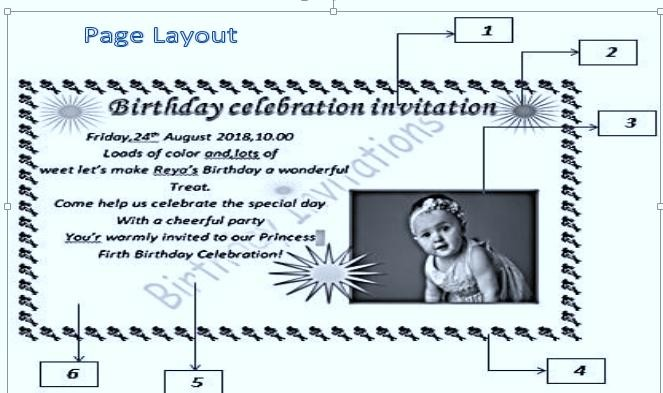 Page Layout
1
2
Birthday celebration invitation
3
Friday,24th August 2018,10.00
Loads of color and,lots of
weet let's make Reya's Birthday a wonderful
Treat.
Come help us celebrate the special day
With a cheerful party
You'r warmly invited to our Princess
Firth Birthday Celebration!
Birthday Invitations
4
6
5